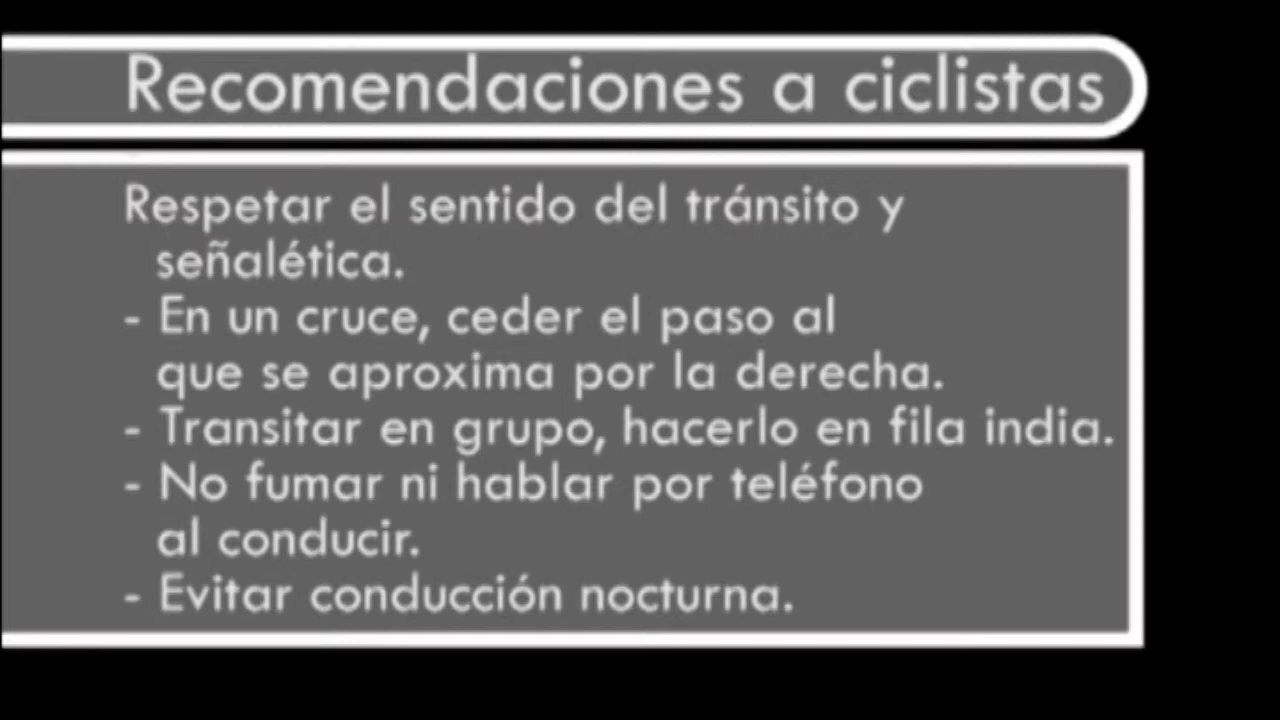 Recomendaciones a ciclistas
Respetar el sentido del tránsito y
señalética.
- En un cruce, ceder el paso al
que se aproxima por la derecha.
- Transitar en grupo, hacerlo en fila india.
- No fumar ni hablar por teléfono
al conducir.
- Evitar conducción nocturna.